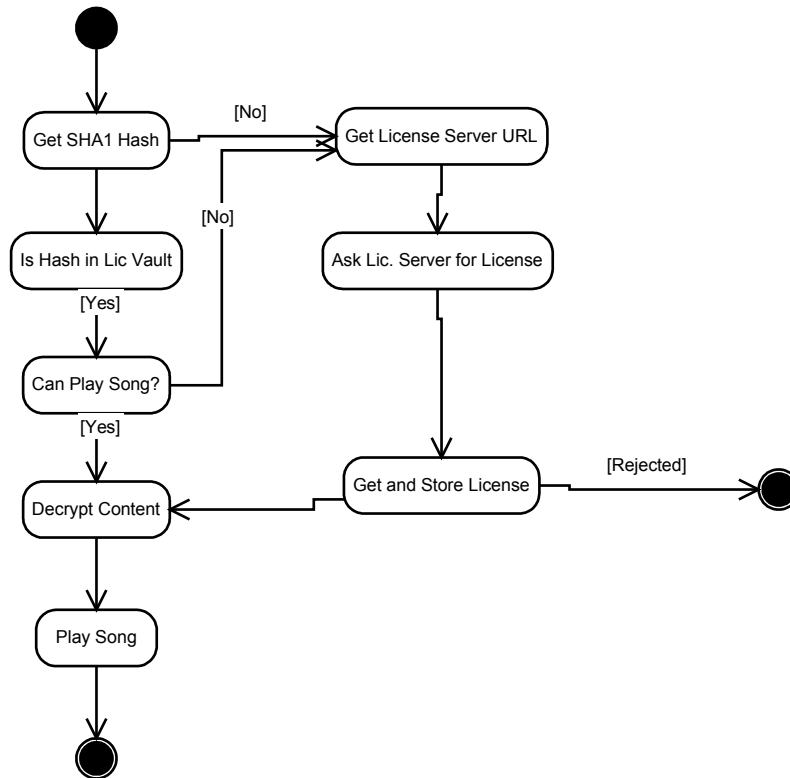 [No]
Get SHA1 Hash
Get License Server URL
[No]
Is Hash in Lic Vault
Ask Lic. Server for License
[Yes]
Can Play Song?
[Yes]
[Rejected]
Get and Store License
Decrypt Content
Play Song